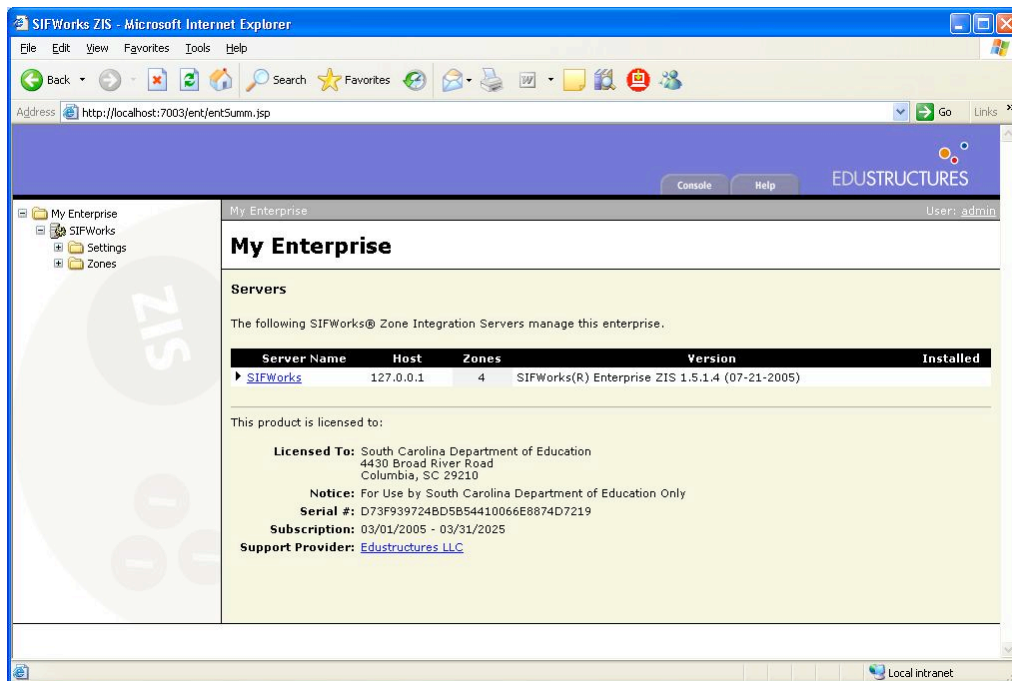 SIFWorks ZIS - Microsoft Internet Explorer
File Edit View Favorites Tools Help
Back Search Favorites
Address http://localhost:7003/ent/entSumm.jsp Go Links »
Console Help EDUSTRUCTURES
My Enterprise
SIFWorks
Settings
Zones
ZIS
My Enterprise User: admin
My Enterprise
Servers
The following SIFWorks® Zone Integration Servers manage this enterprise.
Server Name Host Zones Version Installed
SIFWorks 127.0.0.1 4 SIFWorks(R) Enterprise ZIS 1.5.1.4 (07-21-2005)
This product is licensed to:
Licensed To: South Carolina Department of Education
4430 Broad River Road
Columbia, SC 29210
Notice: For Use by South Carolina Department of Education Only
Serial #: D73F939724BD5B54410066E8874D7219
Subscription: 03/01/2005 - 03/31/2025
Support Provider: Edustructures LLC
Local intranet